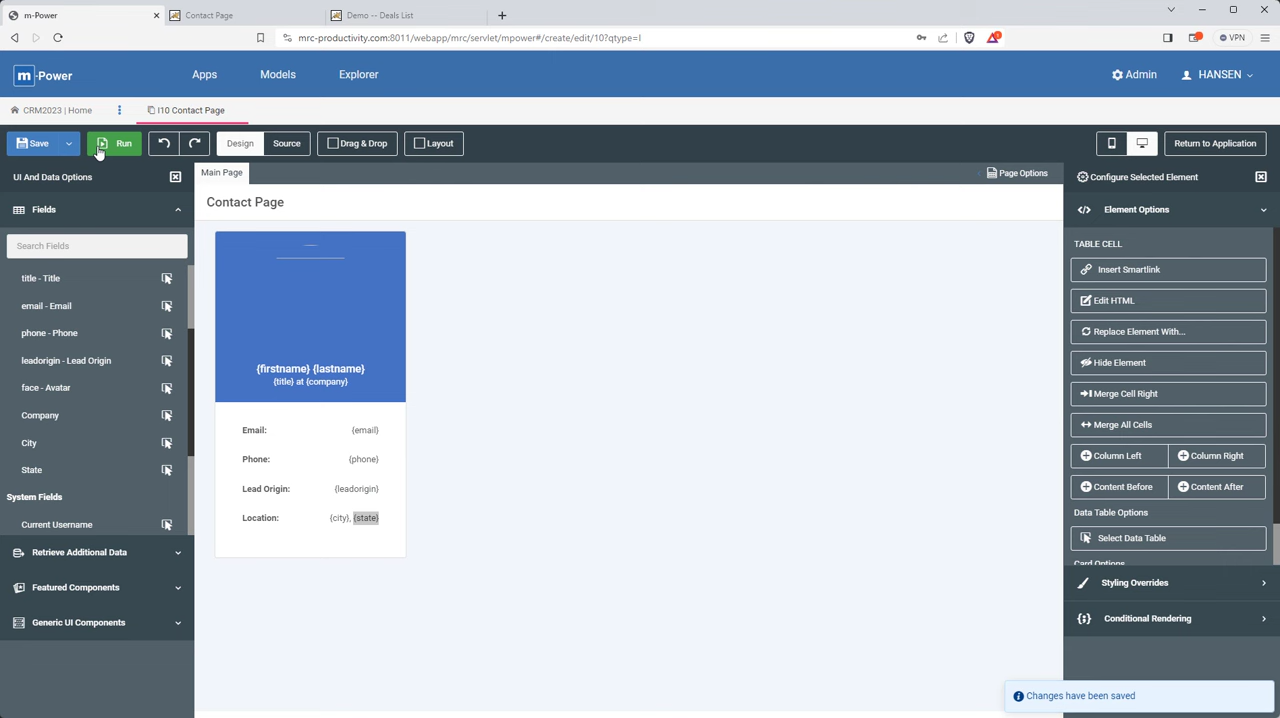 m-Power
Contact Page
Demo -- Deals List
mrc-productivity.com:8011/webapp/mrc/servlet/mpower#/create/edit/10?qtype=I
VPN
m -Power
Apps
Models
Explorer
Admin
HANSEN
CRM2023 | Home
I10 Contact Page
Save
Run
Design
Source
Drag & Drop
Layout
Return to Application
UI And Data Options
Main Page
Page Options
Configure Selected Element
Fields
Contact Page
Element Options
Search Fields
TABLE CELL
title - Title
Insert Smartlink
email - Email
Edit HTML
phone - Phone
Replace Element With...
leadorigin - Lead Origin
{firstname} {lastname}
Hide Element
face - Avatar
{title} at {company}
Merge Cell Right
Company
Email: {email}
Merge All Cells
City
Phone: {phone}
Column Left
Column Right
State
Lead Origin: {leadorigin}
Content Before
Content After
System Fields
Location: {city}, {state}
Data Table Options
Current Username
Select Data Table
Retrieve Additional Data
Card Options
Featured Components
Styling Overrides
Generic UI Components
Conditional Rendering
Changes have been saved